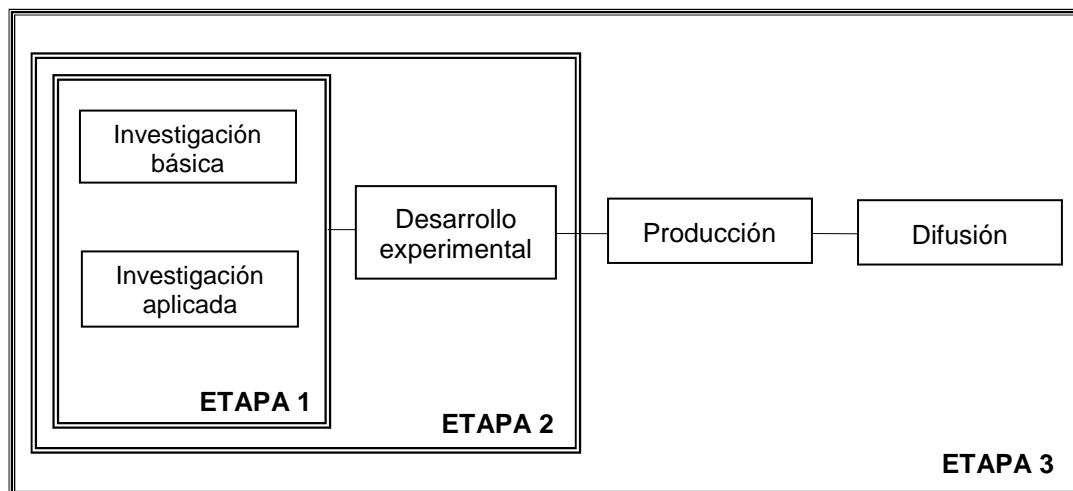 Investigación
básica
Investigación
aplicada
ETAPA 1
Desarrollo
experimental
ETAPA 2
Producción
Difusión
ETAPA 3